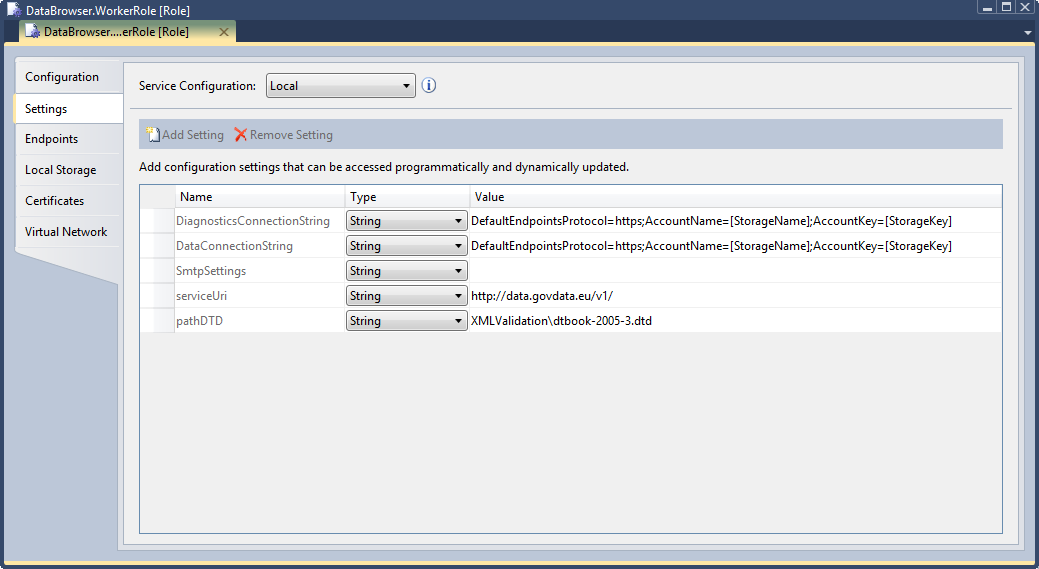 DataBrowser.WorkerRole [Role]
DataBrowser....erRole [Role]
Configuration
Settings
Endpoints
Local Storage
Certificates
Virtual Network
Service Configuration: Local
Add Setting Remove Setting
Add configuration settings that can be accessed programmatically and dynamically updated.
Name Type Value
DiagnosticsConnectionString String DefaultEndpointsProtocol=https;AccountName=[StorageName];AccountKey=[StorageKey]
DataConnectionString String DefaultEndpointsProtocol=https;AccountName=[StorageName];AccountKey=[StorageKey]
SmtpSettings String
serviceUri String http://data.govdata.eu/v1/
pathDTD String XMLValidation\dtbook-2005-3.dtd